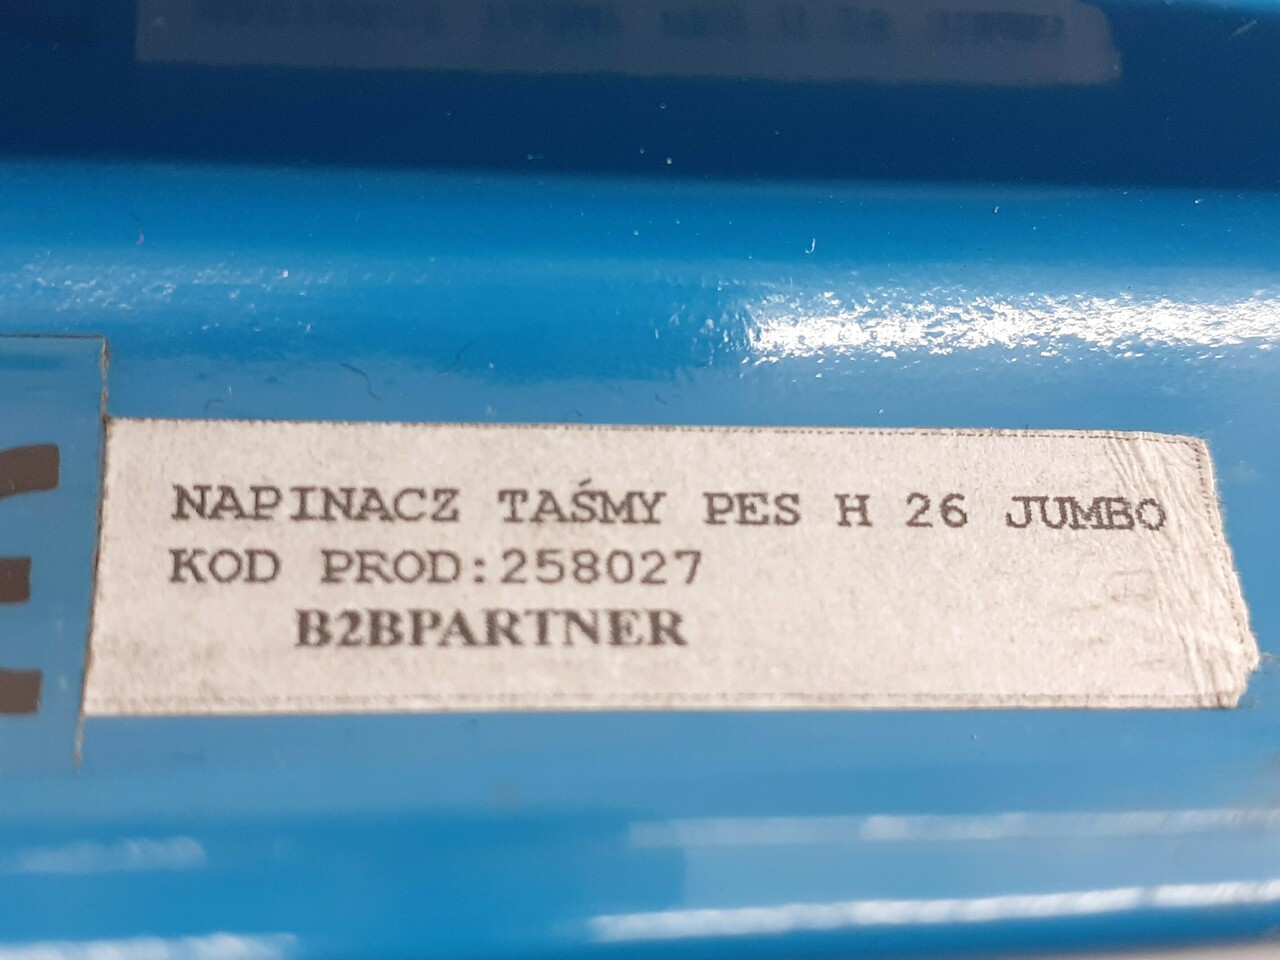 NAPINACZ TAŚMY PES H 26 JUMBO
KOD PROD:258027
B2BPARTNER